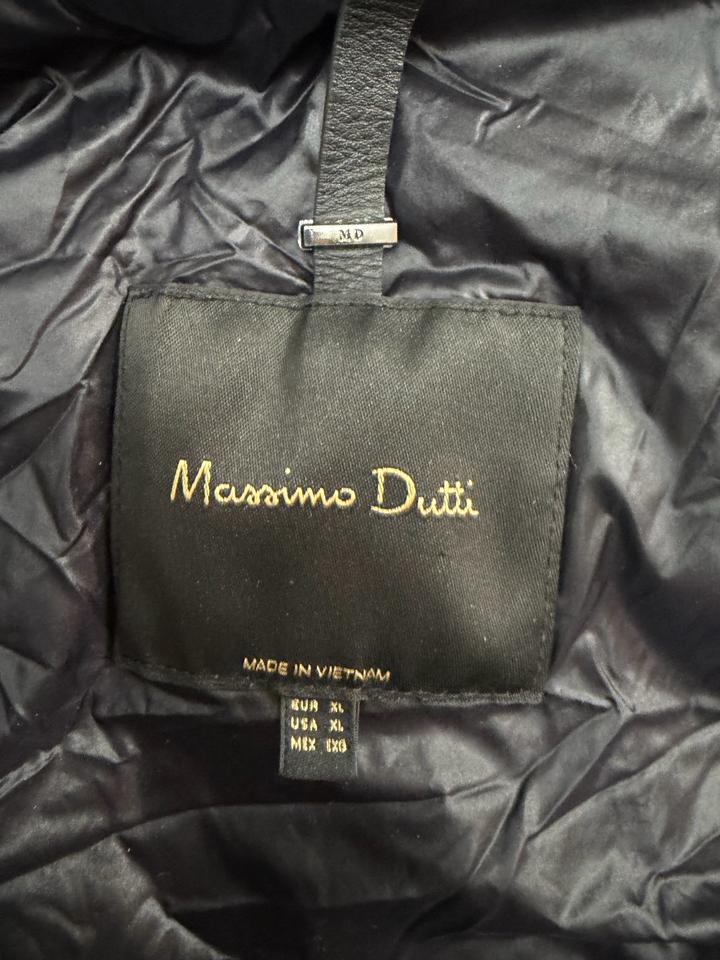 MD
Massimo Dutti
MADE IN VIETNAM
EUR XL
USA XL
MEX EXG